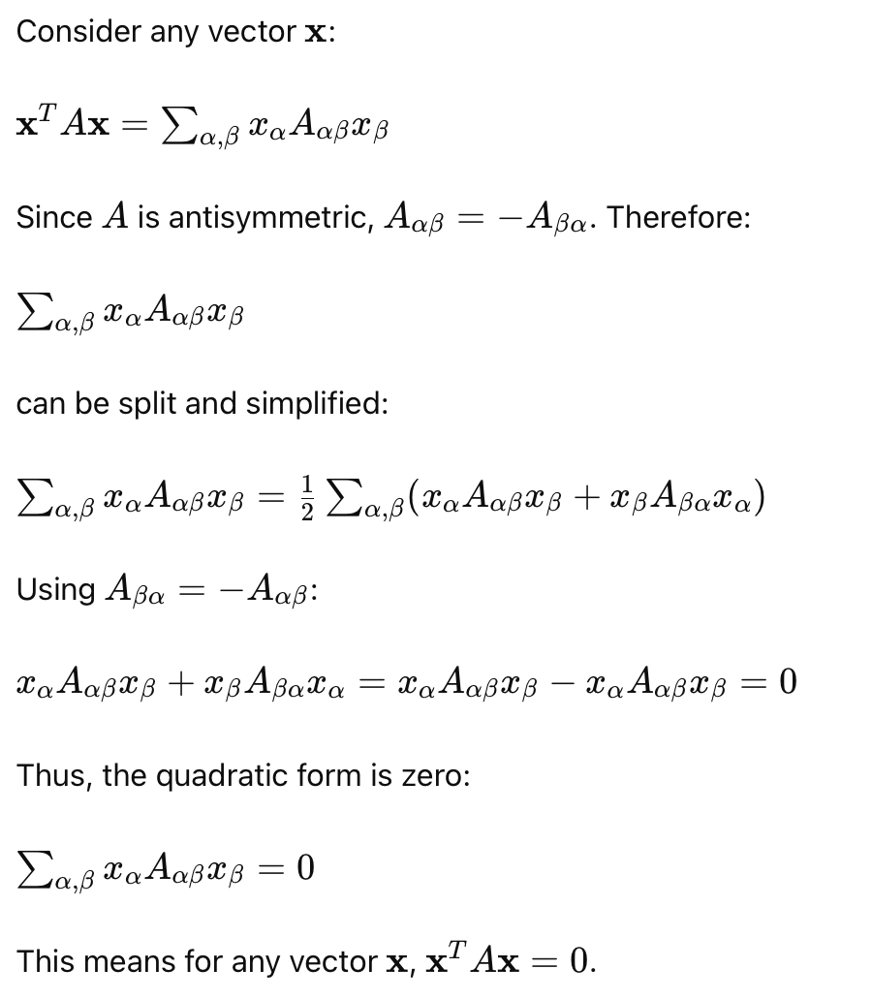 Consider any vector **x**:
$\mathbf{x}^T A\mathbf{x} = \sum_{\alpha,\beta} x_\alpha A_{\alpha\beta} x_\beta$
Since $A$ is antisymmetric, $A_{\alpha\beta} = -A_{\beta\alpha}$. Therefore:
$\sum_{\alpha,\beta} x_\alpha A_{\alpha\beta} x_\beta$
can be split and simplified:
$\sum_{\alpha,\beta} x_\alpha A_{\alpha\beta} x_\beta = \frac{1}{2} \sum_{\alpha,\beta} (x_\alpha A_{\alpha\beta} x_\beta + x_\beta A_{\beta\alpha} x_\alpha)$
Using $A_{\beta\alpha} = -A_{\alpha\beta}$:
$x_\alpha A_{\alpha\beta} x_\beta + x_\beta A_{\beta\alpha} x_\alpha = x_\alpha A_{\alpha\beta} x_\beta - x_\alpha A_{\alpha\beta} x_\beta = 0$
Thus, the quadratic form is zero:
$\sum_{\alpha,\beta} x_\alpha A_{\alpha\beta} x_\beta = 0$
This means for any vector $\mathbf{x}$, $\mathbf{x}^T A\mathbf{x} = 0$.